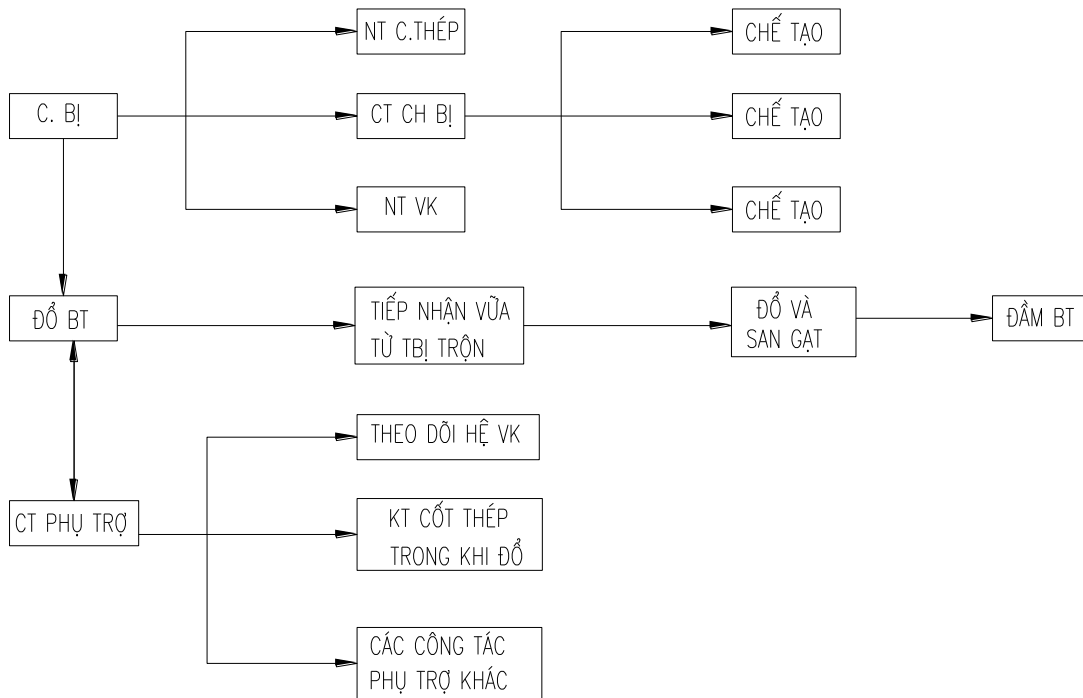 NT C.THÉP
CHẾ TẠO
C. BỊ
CT CH BỊ
CHẾ TẠO
NT VK
CHẾ TẠO
ĐỔ BT
TIẾP NHẬN VỮA
TỪ TBỊ TRỘN
ĐỔ VÀ
SAN GẠT
ĐẦM BT
THEO DÕI HỆ VK
CT PHỤ TRỢ
KT CỐT THÉP
TRONG KHI ĐỔ
CÁC CÔNG TÁC
PHỤ TRỢ KHÁC